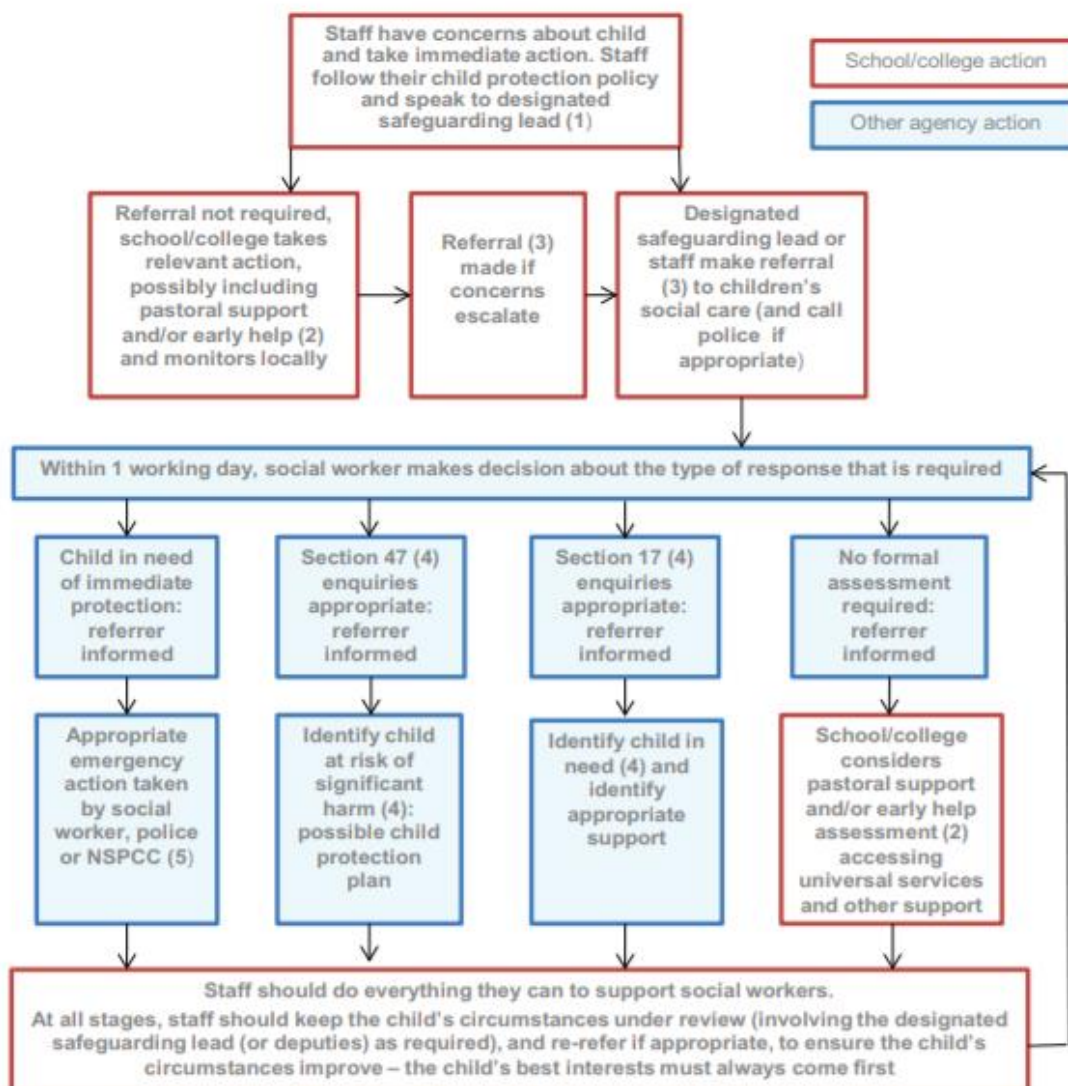 Staff have concerns about child
and take immediate action. Staff
follow their child protection policy
and speak to designated
safeguarding lead (1)
School/college action
Other agency action
Referral not required,
school/college takes
relevant action,
possibly including
pastoral support
and/or early help (2)
and monitors locally
Referral (3)
made if
concerns
escalate
Designated
safeguarding lead or
staff make referral
(3) to children's
social care (and call
police if
appropriate)
Within 1 working day, social worker makes decision about the type of response that is required
Child in need
of immediate
protection:
referrer
informed
Section 47 (4)
enquiries
appropriate:
referrer
informed
Section 17 (4)
enquiries
appropriate:
referrer
informed
No formal
assessment
required:
referrer
informed
Appropriate
emergency
action taken
by social
worker, police
or NSPCC (5)
Identify child
at risk of
significant
harm (4):
possible child
protection
plan
Identify child in
need (4) and
identify
appropriate
support
School/college
considers
pastoral support
and/or early help
assessment (2)
accessing
universal services
and other support
Staff should do everything they can to support social workers.
At all stages, staff should keep the child's circumstances under review (involving the designated
safeguarding lead (or deputies) as required), and re-refer if appropriate, to ensure the child's
circumstances improve – the child's best interests must always come first